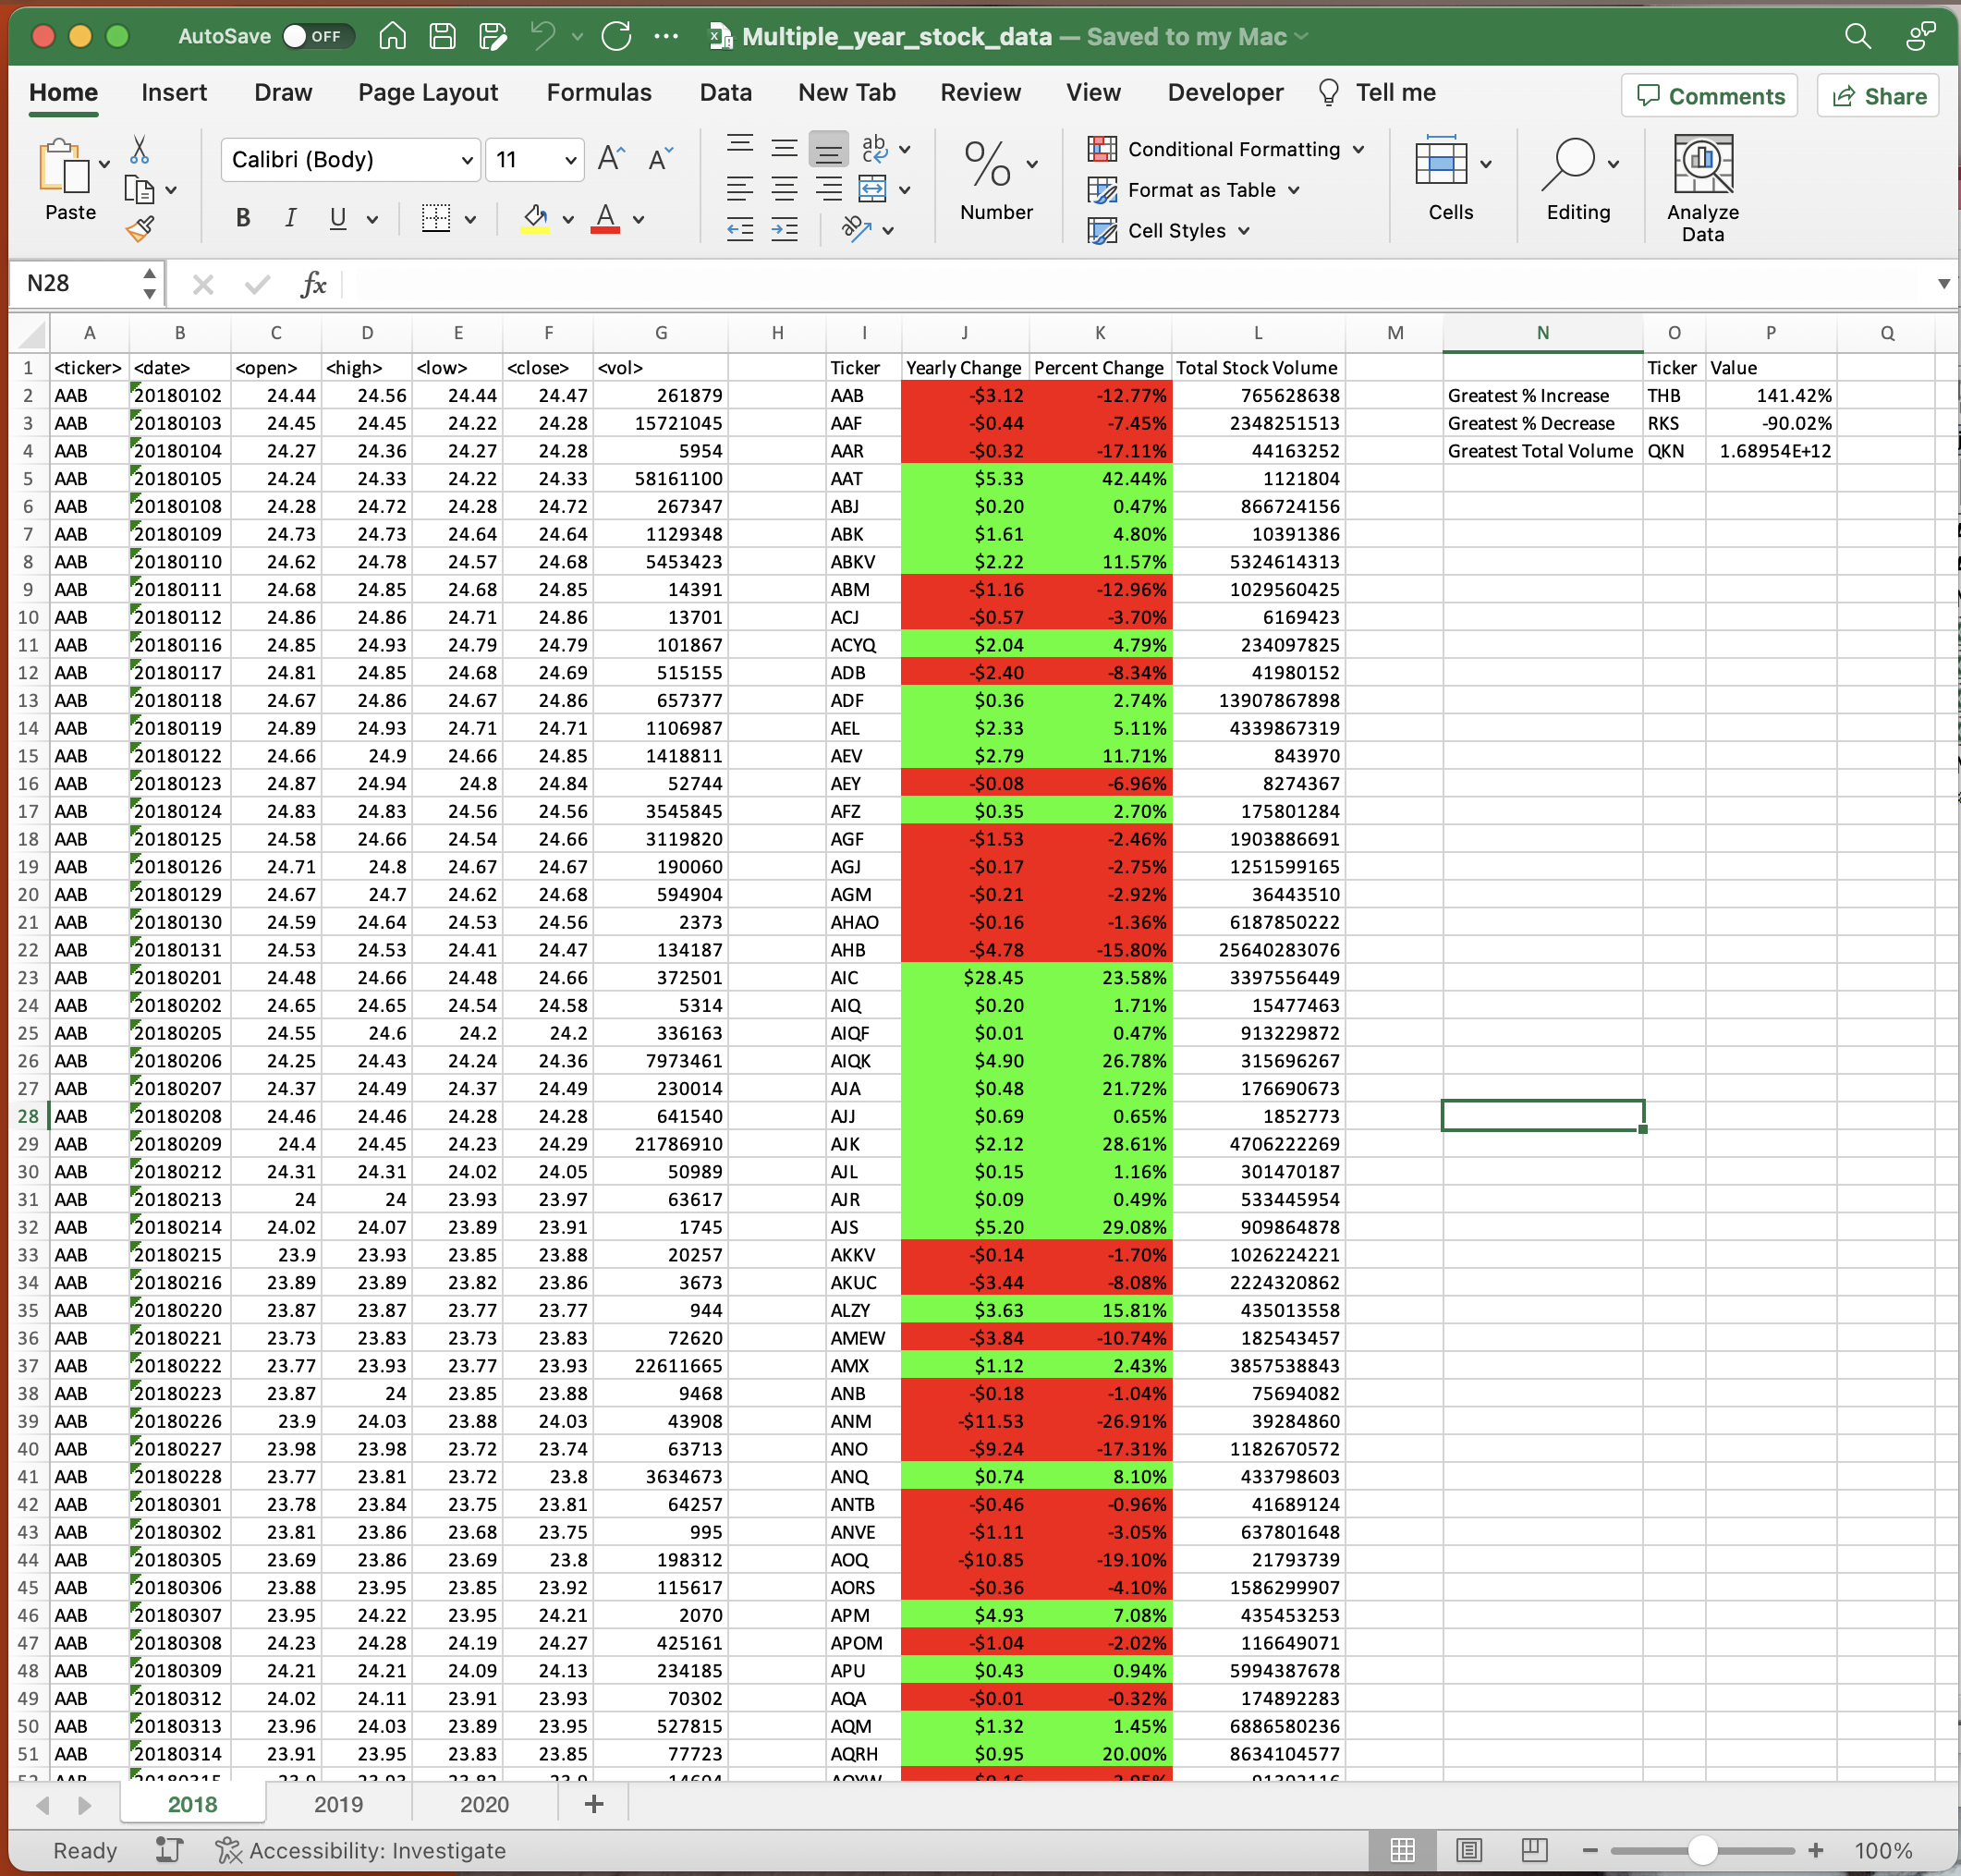 AutoSave OFF Multiple_year_stock_data — Saved to my Mac
Home Insert Draw Page Layout Formulas Data New Tab Review View Developer Tell me Comments Share
Paste Calibri (Body) 11 A A B I U A ab % Number Conditional Formatting Format as Table Cell Styles Cells Editing Analyze Data
N28 fx
A B C D E F G H I J K L M N O P Q
1 <ticker> <date> <open> <high> <low> <close> <vol> Ticker Yearly Change Percent Change Total Stock Volume Ticker Value
2 AAB 20180102 24.44 24.56 24.44 24.47 261879 AAB -$3.12 -12.77% 765628638 Greatest % Increase THB 141.42%
3 AAB 20180103 24.45 24.45 24.22 24.28 15721045 AAF -$0.44 -7.45% 2348251513 Greatest % Decrease RKS -90.02%
4 AAB 20180104 24.27 24.36 24.27 24.28 5954 AAR -$0.32 -17.11% 44163252 Greatest Total Volume QKN 1.68954E+12
5 AAB 20180105 24.24 24.33 24.22 24.33 58161100 AAT $5.33 42.44% 1121804
6 AAB 20180108 24.28 24.72 24.28 24.72 267347 ABJ $0.20 0.47% 866724156
7 AAB 20180109 24.73 24.73 24.64 24.64 1129348 ABK $1.61 4.80% 10391386
8 AAB 20180110 24.62 24.78 24.57 24.68 5453423 ABKV $2.22 11.57% 5324614313
9 AAB 20180111 24.68 24.85 24.68 24.85 14391 ABM -$1.16 -12.96% 1029560425
10 AAB 20180112 24.86 24.86 24.71 24.86 13701 ACJ -$0.57 -3.70% 6169423
11 AAB 20180116 24.85 24.93 24.79 24.79 101867 ACYQ $2.04 4.79% 234097825
12 AAB 20180117 24.81 24.85 24.68 24.69 515155 ADB -$2.40 -8.34% 41980152
13 AAB 20180118 24.67 24.86 24.67 24.86 657377 ADF $0.36 2.74% 13907867898
14 AAB 20180119 24.89 24.93 24.71 24.71 1106987 AEL $2.33 5.11% 4339867319
15 AAB 20180122 24.66 24.9 24.66 24.85 1418811 AEV $2.79 11.71% 843970
16 AAB 20180123 24.87 24.94 24.8 24.84 52744 AEY -$0.08 -6.96% 8274367
17 AAB 20180124 24.83 24.83 24.56 24.56 3545845 AFZ $0.35 2.70% 175801284
18 AAB 20180125 24.58 24.66 24.54 24.66 3119820 AGF -$1.53 -2.46% 1903886691
19 AAB 20180126 24.71 24.8 24.67 24.67 190060 AGJ -$0.17 -2.75% 1251599165
20 AAB 20180129 24.67 24.7 24.62 24.68 594904 AGM -$0.21 -2.92% 36443510
21 AAB 20180130 24.59 24.64 24.53 24.56 2373 AHAO -$0.16 -1.36% 6187850222
22 AAB 20180131 24.53 24.53 24.41 24.47 134187 AHB -$4.78 -15.80% 25640283076
23 AAB 20180201 24.48 24.66 24.48 24.66 372501 AIC $28.45 23.58% 3397556449
24 AAB 20180202 24.65 24.65 24.54 24.58 5314 AIQ $0.20 1.71% 15477463
25 AAB 20180205 24.55 24.6 24.2 24.2 336163 AIQF $0.01 0.47% 913229872
26 AAB 20180206 24.25 24.43 24.24 24.36 7973461 AIQK $4.90 26.78% 315696267
27 AAB 20180207 24.37 24.49 24.37 24.49 230014 AJA $0.48 21.72% 176690673
28 AAB 20180208 24.46 24.46 24.28 24.28 641540 AJJ $0.69 0.65% 1852773
29 AAB 20180209 24.4 24.45 24.23 24.29 21786910 AJK $2.12 28.61% 4706222269
30 AAB 20180212 24.31 24.31 24.02 24.05 50989 AJL $0.15 1.16% 301470187
31 AAB 20180213 24 24 23.93 23.97 63617 AJR $0.09 0.49% 533445954
32 AAB 20180214 24.02 24.07 23.89 23.91 1745 AJS $5.20 29.08% 909864878
33 AAB 20180215 23.9 23.93 23.85 23.88 20257 AKKV -$0.14 -1.70% 1026224221
34 AAB 20180216 23.89 23.89 23.82 23.86 3673 AKUC -$3.44 -8.08% 2224320862
35 AAB 20180220 23.87 23.87 23.77 23.77 944 ALZY $3.63 15.81% 435013558
36 AAB 20180221 23.73 23.83 23.73 23.83 72620 AMEW -$3.84 -10.74% 182543457
37 AAB 20180222 23.77 23.93 23.77 23.93 22611665 AMX $1.12 2.43% 3857538843
38 AAB 20180223 23.87 24 23.85 23.88 9468 ANB -$0.18 -1.04% 75694082
39 AAB 20180226 23.9 24.03 23.88 24.03 43908 ANM -$11.53 -26.91% 39284860
40 AAB 20180227 23.98 23.98 23.72 23.74 63713 ANO -$9.24 -17.31% 1182670572
41 AAB 20180228 23.77 23.81 23.72 23.8 3634673 ANQ $0.74 8.10% 433798603
42 AAB 20180301 23.78 23.84 23.75 23.81 64257 ANTB -$0.46 -0.96% 41689124
43 AAB 20180302 23.81 23.86 23.68 23.75 995 ANVE -$1.11 -3.05% 637801648
44 AAB 20180305 23.69 23.86 23.69 23.8 198312 AOQ -$10.85 -19.10% 21793739
45 AAB 20180306 23.88 23.95 23.85 23.92 115617 AORS -$0.36 -4.10% 1586299907
46 AAB 20180307 23.95 24.22 23.95 24.21 2070 APM $4.93 7.08% 435453253
47 AAB 20180308 24.23 24.28 24.19 24.27 425161 APOM -$1.04 -2.02% 116649071
48 AAB 20180309 24.21 24.21 24.09 24.13 234185 APU $0.43 0.94% 5994387678
49 AAB 20180312 24.02 24.11 23.91 23.93 70302 AQA -$0.01 -0.32% 174892283
50 AAB 20180313 23.96 24.03 23.89 23.95 527815 AQM $1.32 1.45% 6886580236
51 AAB 20180314 23.91 23.95 23.83 23.85 77723 AQRH $0.95 20.00% 8634104577
2018 2019 2020 +
Ready Accessibility: Investigate 100%